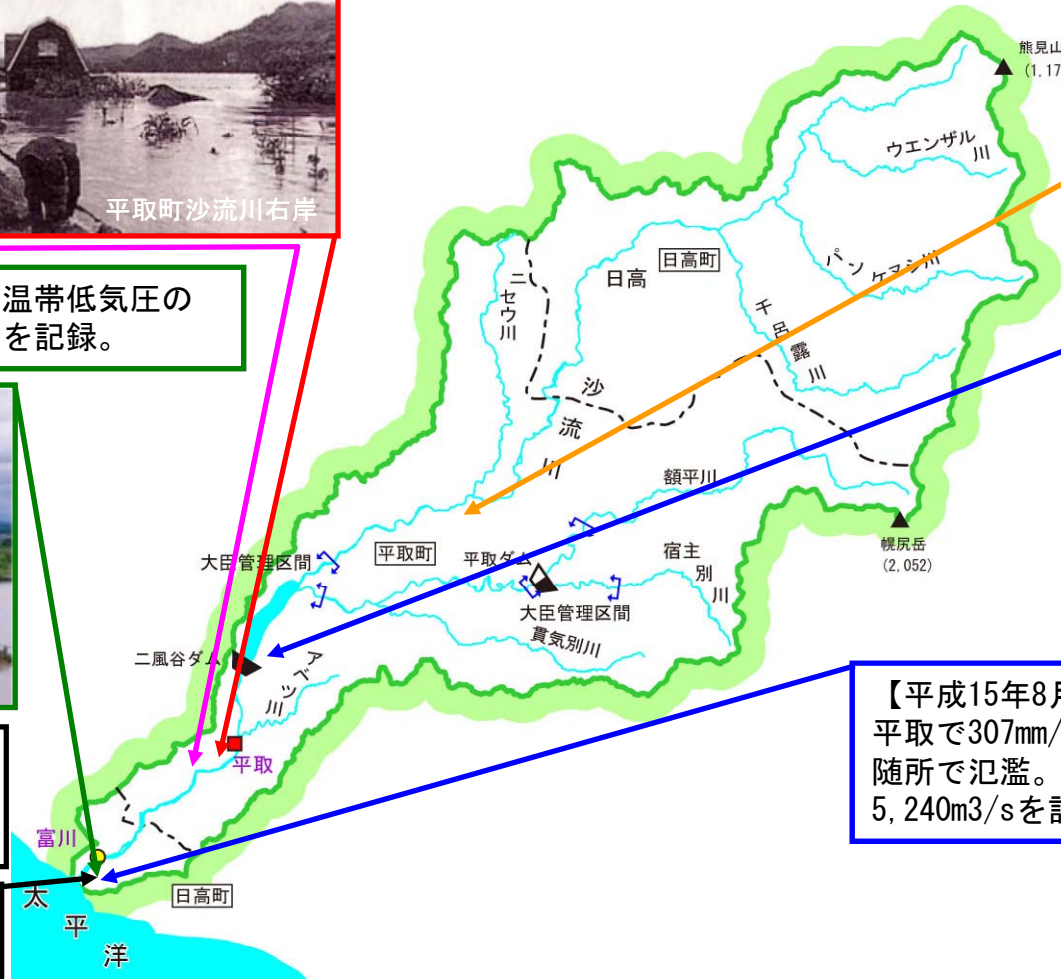 平取町沙流川右岸
温帯低気圧の
を記録。
熊見山
(1,17
ウエンザル川
パンケヌシ川
日高
日高町
千呂露川
ニセウ川
沙流川
額平川
幌尻岳
(2,052)
大臣管理区間
平取町
平取ダム
宿主別川
大臣管理区間
貫気別川
二風谷ダム
アベツ川
平取
富川
日高町
太平洋
【平成15年8月
平取で307mm/
随所で氾濫。
5,240m3/sを記